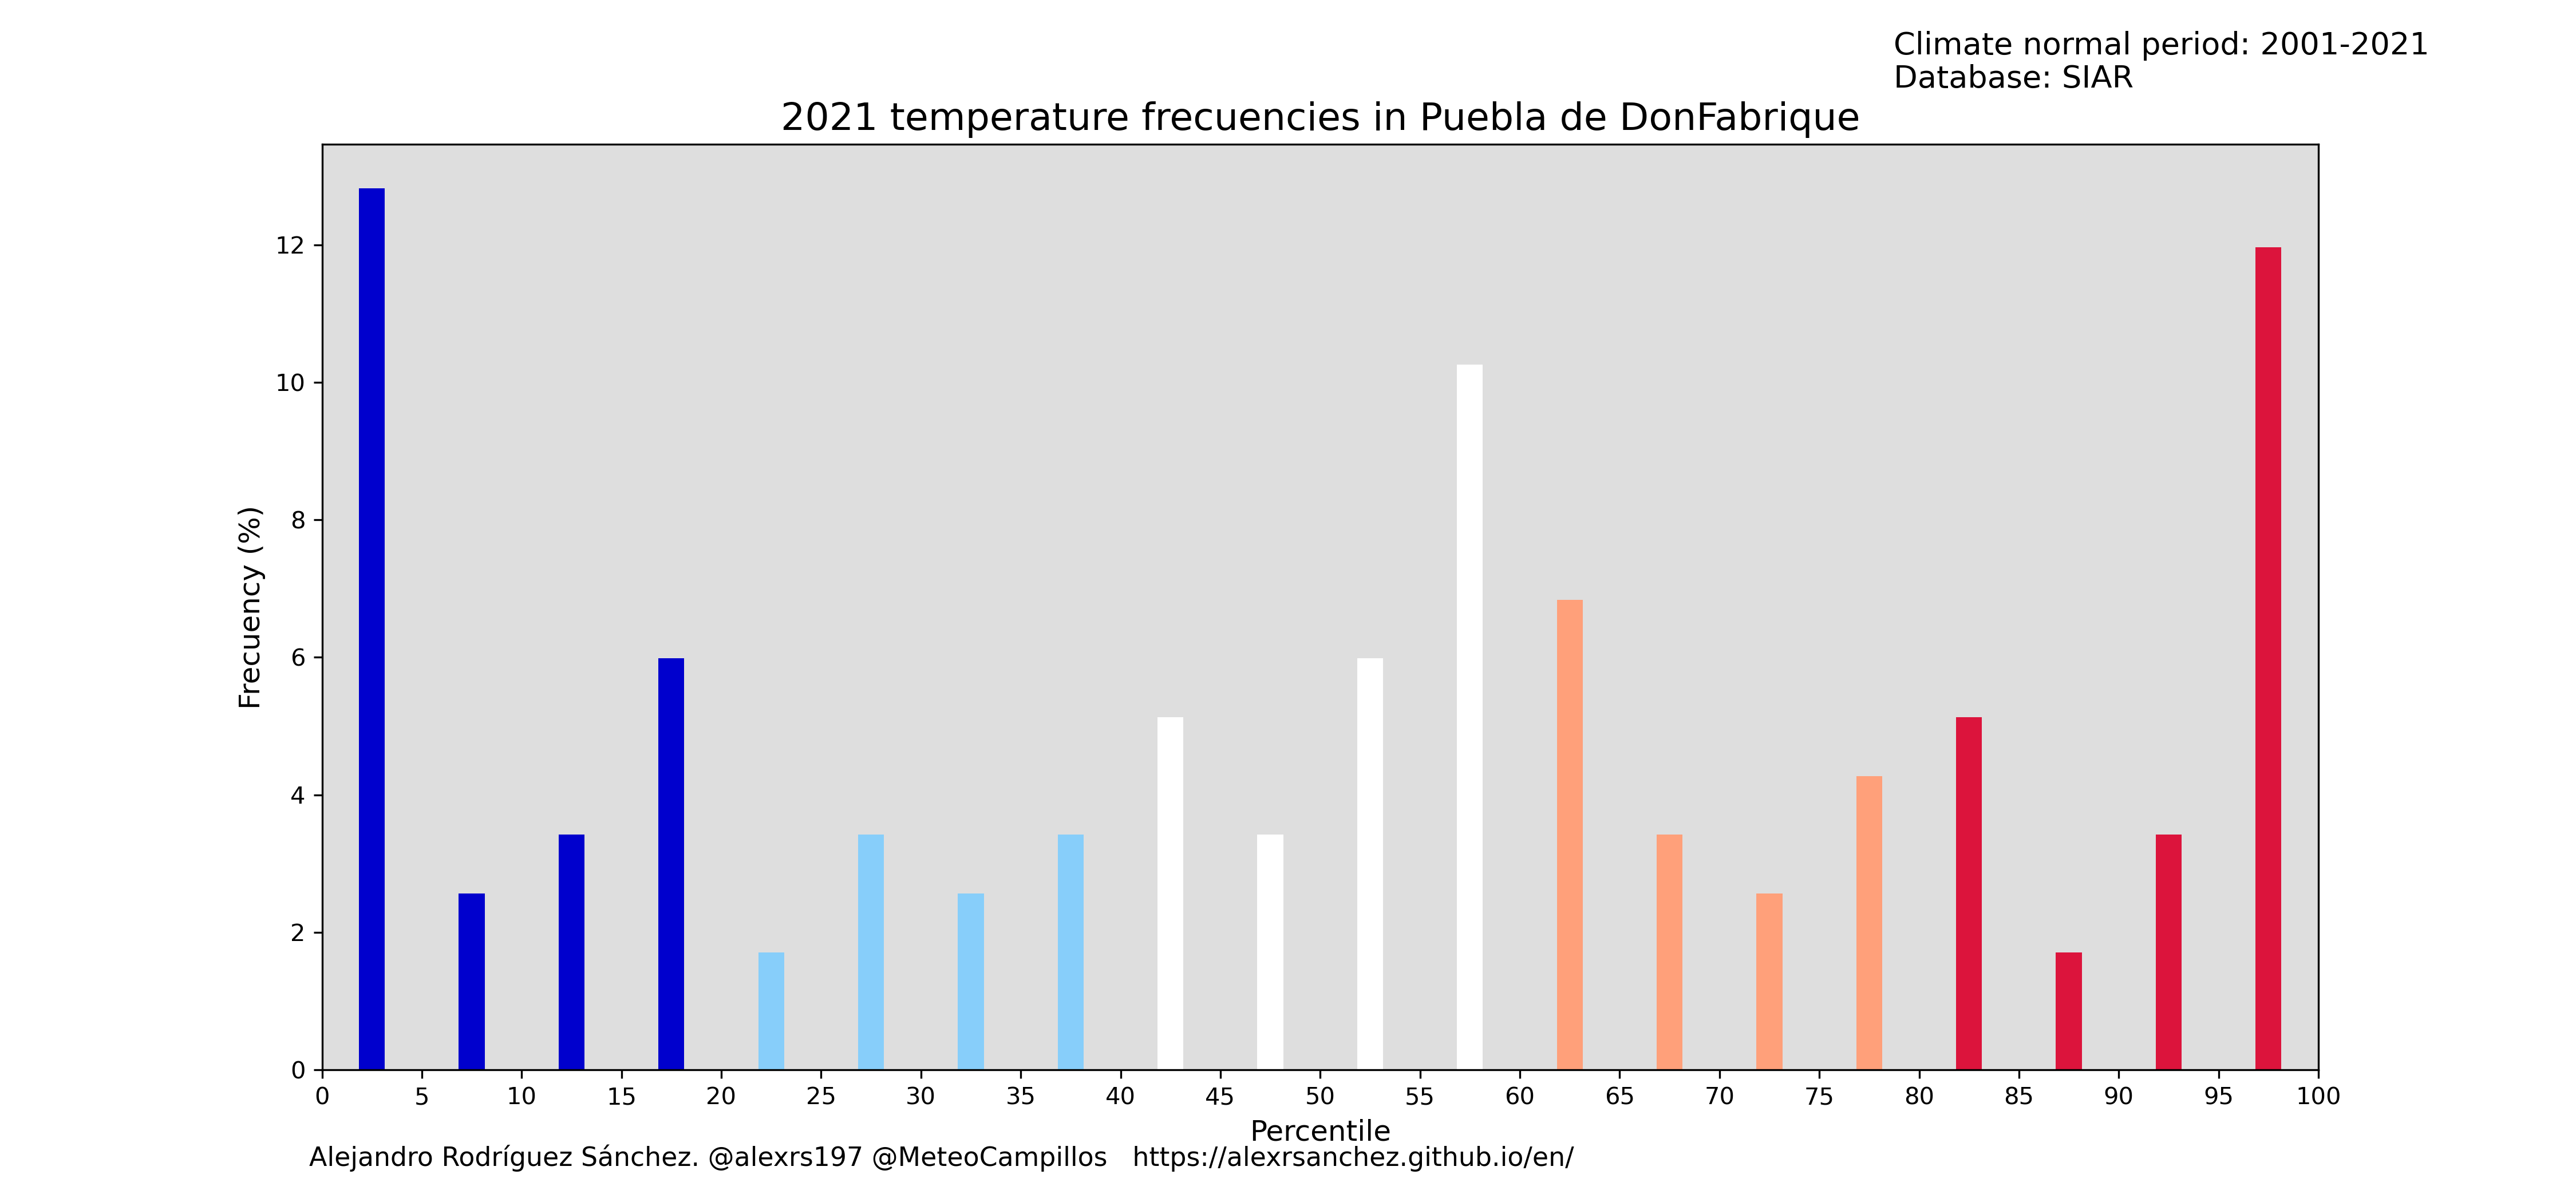 Climate normal period: 2001-2021
Database: SIAR
2021 temperature frecuencies in Puebla de DonFabrique
Frecuency (%)
12
10
8
6
4
2
0
0 5 10 15 20 25 30 35 40 45 50 55 60 65 70 75 80 85 90 95 100
Percentile
Alejandro Rodríguez Sánchez. @alexrs197 @MeteoCampillos https://alexrsanchez.github.io/en/